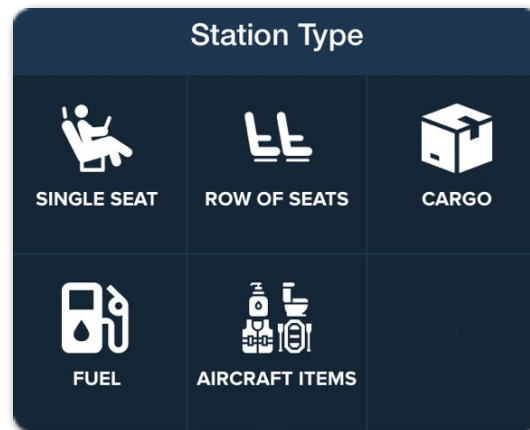 Station Type
SINGLE SEAT
ROW OF SEATS
CARGO
FUEL
AIRCRAFT ITEMS